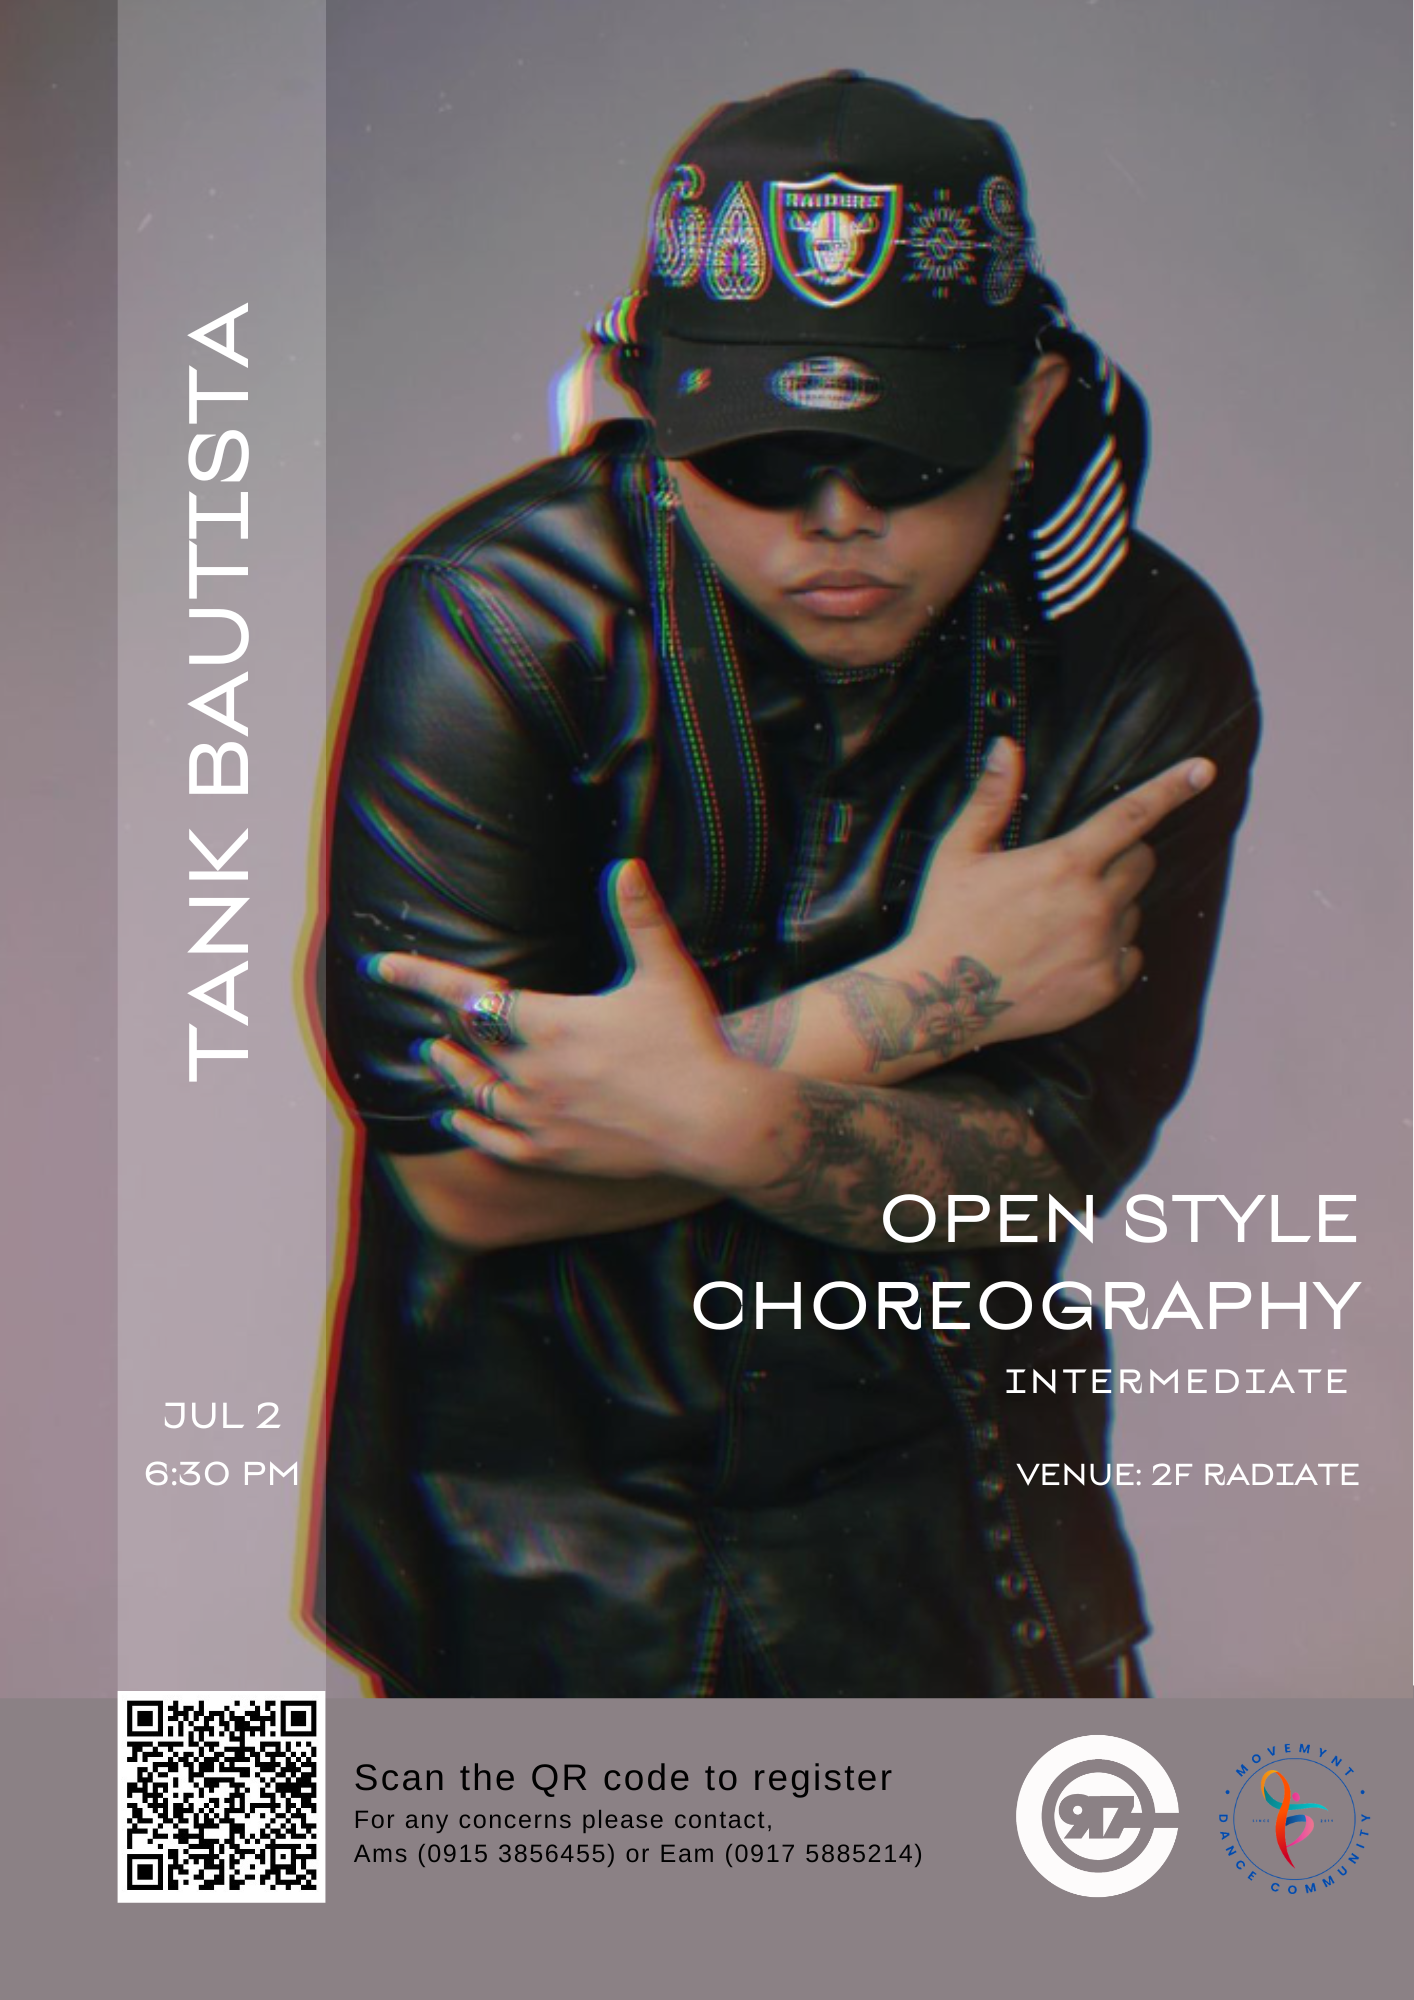 RAIDERS
TANK BAUTISTA
OPEN STYLE
CHOREOGRAPHY
INTERMEDIATE
JUL 2
6:30 PM
VENUE: 2F RADIATE
Scan the QR code to register
For any concerns please contact,
Ams (0915 3856455) or Eam (0917 5885214)
917
MOVEMYNT
DANCE COMMUNITY